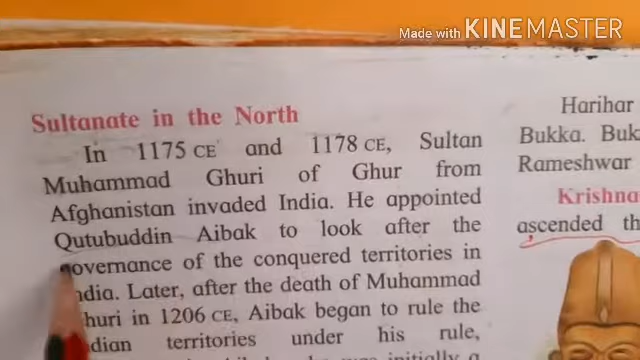 Made with KINEMASTER
Sultanate in the North
In 1175 CE and 1178 CE, Sultan
Muhammad Ghuri of Ghur from
Afghanistan invaded India. He appointed
Qutubuddin Aibak to look after the
governance of the conquered territories in
India. Later, after the death of Muhammad
Ghuri in 1206 CE, Aibak began to rule the
Indian territories under his rule,
initially a
Harihar
Bukka. Buk
Rameshwar
Krishna
ascended th